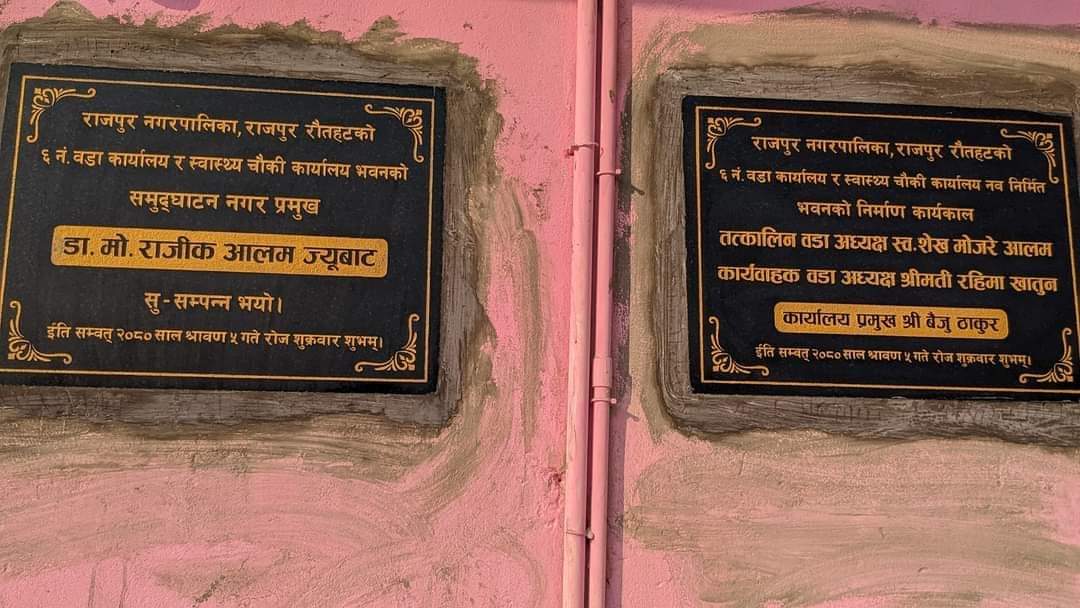 राजपुर नगरपालिका, राजपुर रौतहटको
६ नं. वडा कार्यालय र स्वास्थ्य चौकी कार्यालय भवनको
समुद्घाटन नगर प्रमुख
डा. मो. राजीक आलम ज्यूबाट
सु-सम्पन्न भयो।
ईति सम्वत् २०८० साल श्रावण ५ गते रोज शुक्रवार शुभम्।
राजपुर नगरपालिका, राजपुर रौतहटको
६ नं. वडा कार्यालय र स्वास्थ्य चौकी कार्यालय नव निर्मित
भवनको निर्माण कार्यकाल
तत्कालिन वडा अध्यक्ष स्व. शेख मोजरे आलम
कार्यवाहक वडा अध्यक्ष श्रीमती रहिमा खातुन
कार्यालय प्रमुख श्री बैजु ठाकुर
ईति सम्वत् २०८० साल श्रावण ५ गते रोज शुक्रवार शुभम्।